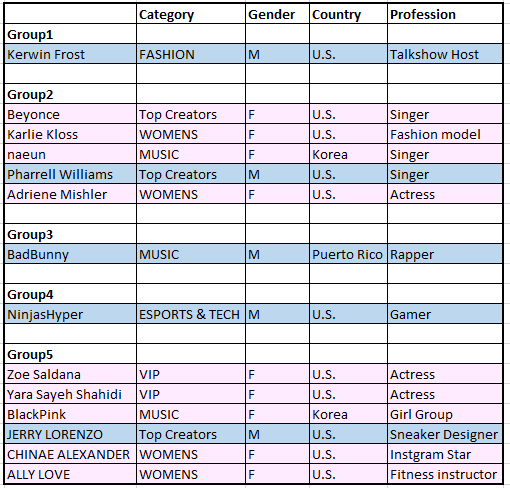 Category Gender Country Profession
Group1
Kerwin Frost FASHION M U.S. Talkshow Host
Group2
Beyonce Top Creators F U.S. Singer
Karlie Kloss WOMENS F U.S. Fashion model
naeun MUSIC F Korea Singer
Pharrell Williams Top Creators M U.S. Singer
Adriene Mishler WOMENS F U.S. Actress
Group3
BadBunny MUSIC M Puerto Rico Rapper
Group4
NinjasHyper ESPORTS & TECH M U.S. Gamer
Group5
Zoe Saldana VIP F U.S. Actress
Yara Sayeh Shahidi VIP F U.S. Actress
BlackPink MUSIC F Korea Girl Group
JERRY LORENZO Top Creators M U.S. Sneaker Designer
CHINAE ALEXANDER WOMENS F U.S. Instgram Star
ALLY LOVE WOMENS F U.S. Fitness instructor